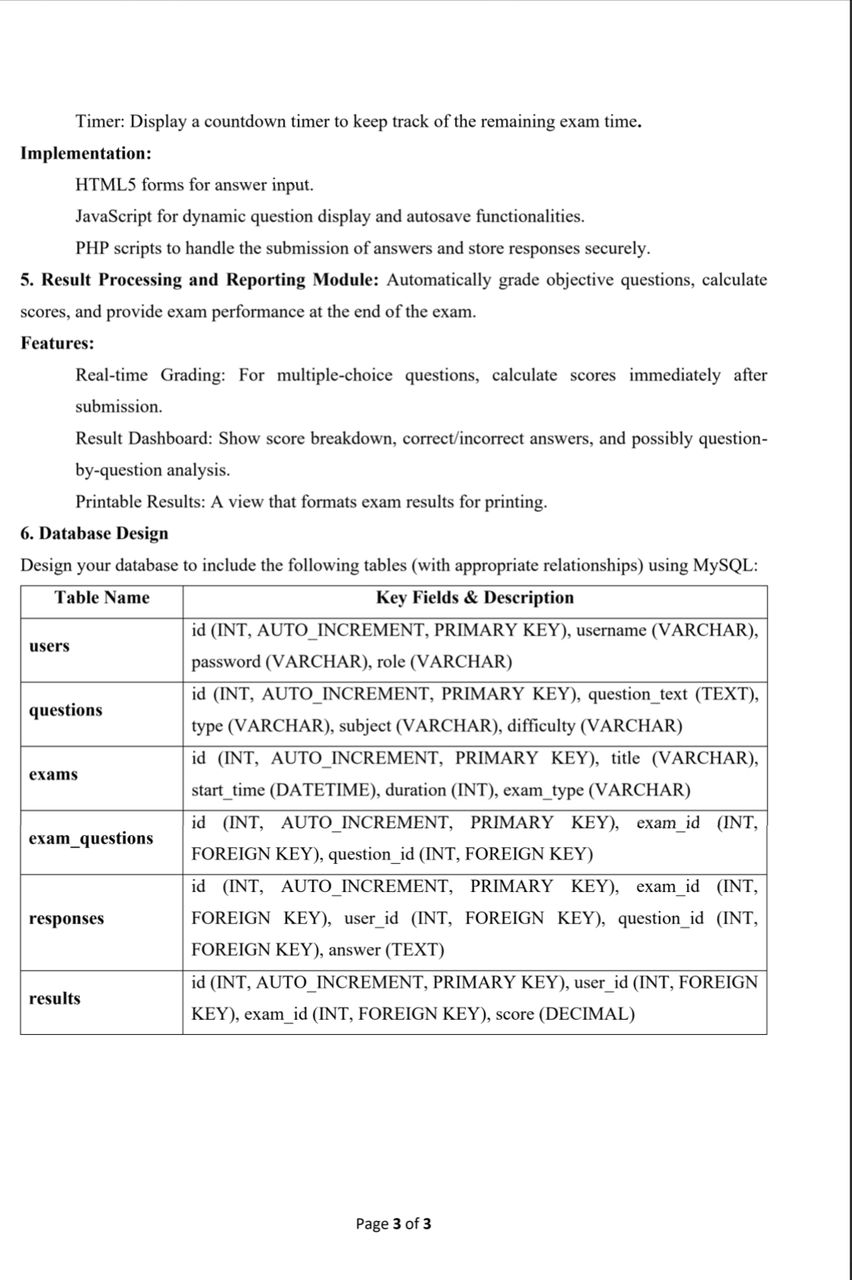 Timer: Display a countdown timer to keep track of the remaining exam time.
Implementation:
HTML5 forms for answer input.
JavaScript for dynamic question display and autosave functionalities.
PHP scripts to handle the submission of answers and store responses securely.
5. Result Processing and Reporting Module: Automatically grade objective questions, calculate
scores, and provide exam performance at the end of the exam.
Features:
Real-time Grading: For multiple-choice questions, calculate scores immediately after
submission.
Result Dashboard: Show score breakdown, correct/incorrect answers, and possibly question-
by-question analysis.
Printable Results: A view that formats exam results for printing.
6. Database Design
Design your database to include the following tables (with appropriate relationships) using MySQL:
Table Name Key Fields & Description
users
id (INT, AUTO_INCREMENT, PRIMARY KEY), username (VARCHAR),
password (VARCHAR), role (VARCHAR)
questions
id (INT, AUTO_INCREMENT, PRIMARY KEY), question_text (TEXT),
type (VARCHAR), subject (VARCHAR), difficulty (VARCHAR)
exams
id (INT, AUTO_INCREMENT, PRIMARY KEY), title (VARCHAR),
start_time (DATETIME), duration (INT), exam_type (VARCHAR)
exam_questions
id (INT, AUTO_INCREMENT, PRIMARY KEY), exam_id (INT,
FOREIGN KEY), question_id (INT, FOREIGN KEY)
responses
id (INT, AUTO_INCREMENT, PRIMARY KEY), exam_id (INT,
FOREIGN KEY), user_id (INT, FOREIGN KEY), question_id (INT,
FOREIGN KEY), answer (TEXT)
results
id (INT, AUTO_INCREMENT, PRIMARY KEY), user_id (INT, FOREIGN
KEY), exam_id (INT, FOREIGN KEY), score (DECIMAL)
Page 3 of 3